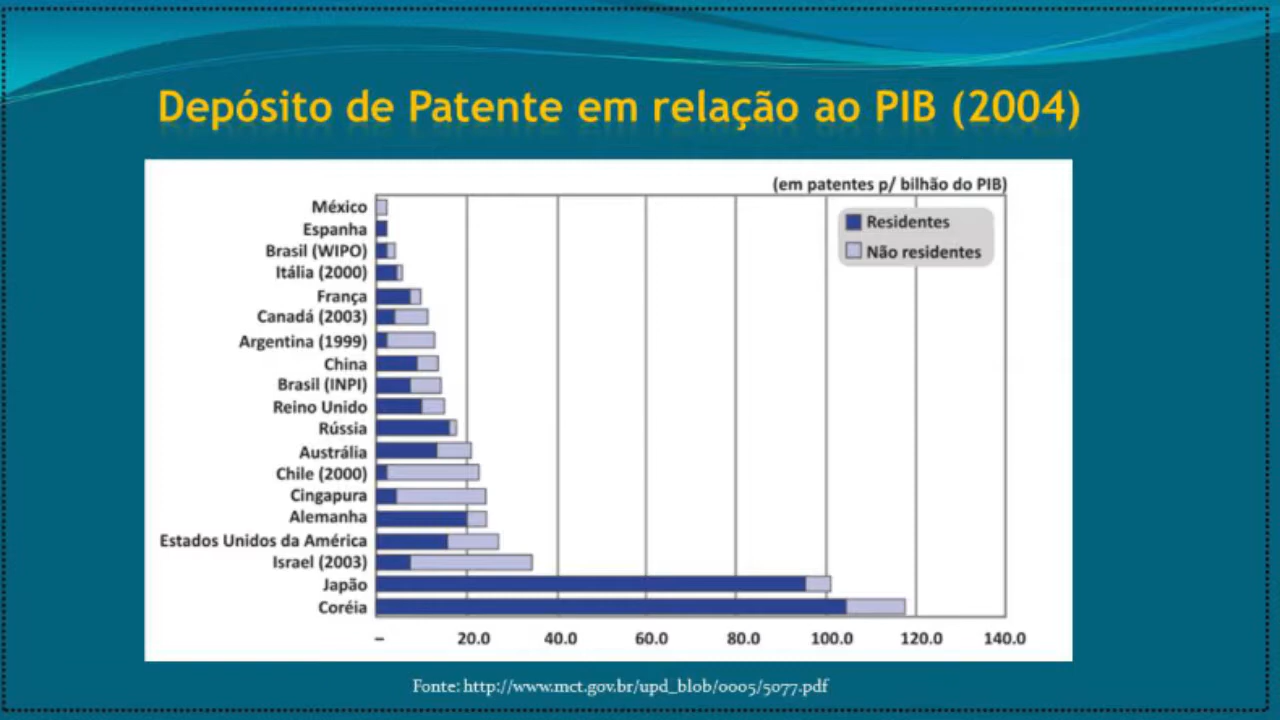 Depósito de Patente em relação ao PIB (2004)
(em patentes p/ bilhão do PIB)
Residentes
Não residentes
México
Espanha
Brasil (WIPO)
Itália (2000)
França
Canadá (2003)
Argentina (1999)
China
Brasil (INPI)
Reino Unido
Rússia
Austrália
Chile (2000)
Cingapura
Alemanha
Estados Unidos da América
Israel (2003)
Japão
Coréia
– 20.0 40.0 60.0 80.0 100.0 120.0 140.0
Fonte: http://www.mct.gov.br/upd_blob/0005/5077.pdf